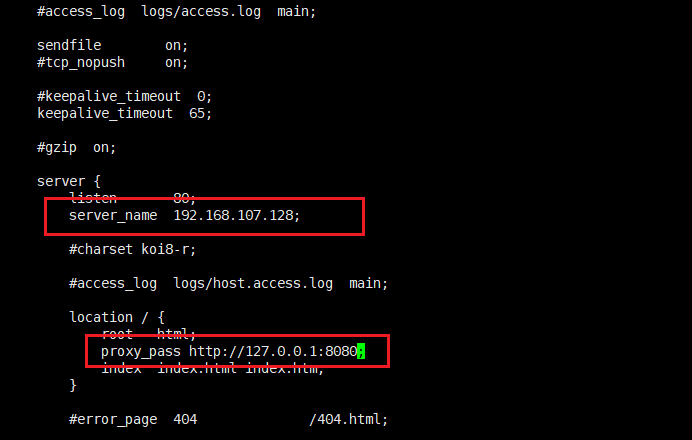 #access_log  logs/access.log  main;
sendfile        on;
#tcp_nopush     on;
#keepalive_timeout  0;
keepalive_timeout  65;
#gzip  on;
server {
listen       80;
server_name  192.168.107.128;
#charset koi8-r;
#access_log  logs/host.access.log  main;
location / {
root   html;
proxy_pass http://127.0.0.1:8080;
index  index.html index.htm;
}
#error_page  404              /404.html;